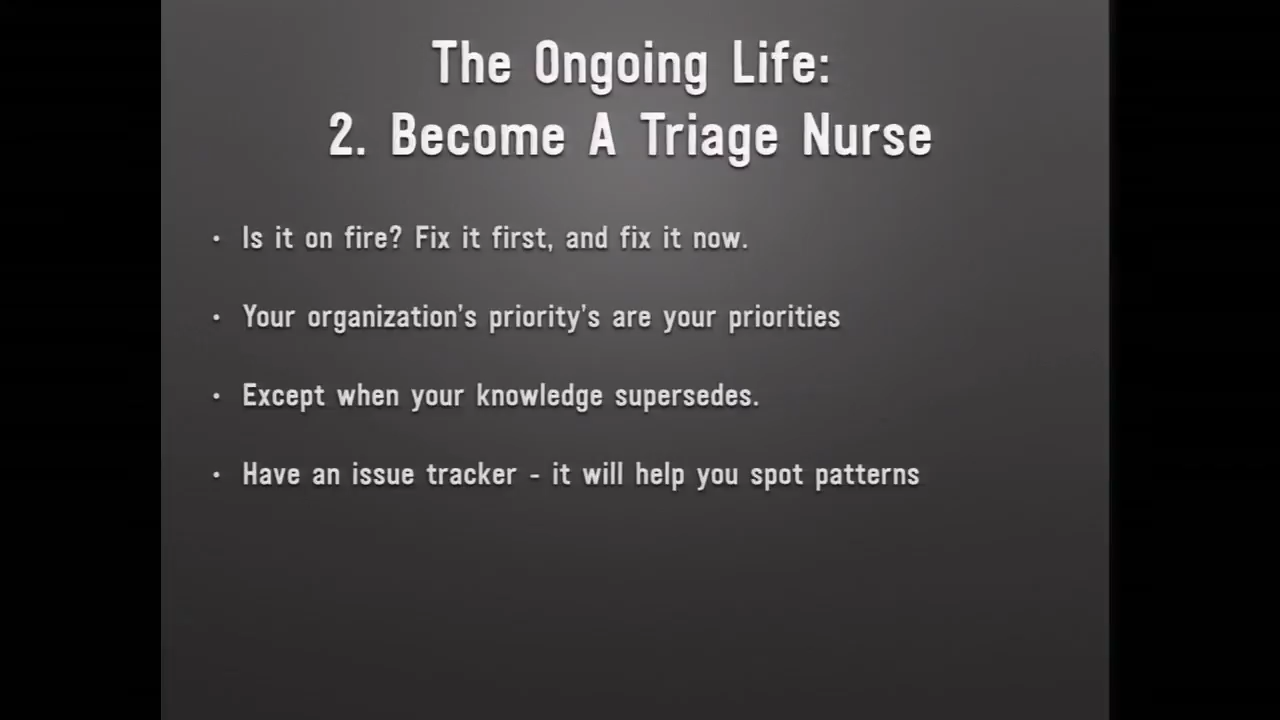 The Ongoing Life:
2. Become A Triage Nurse
• Is it on fire? Fix it first, and fix it now.
• Your organization's priority's are your priorities
• Except when your knowledge supersedes.
• Have an issue tracker - it will help you spot patterns